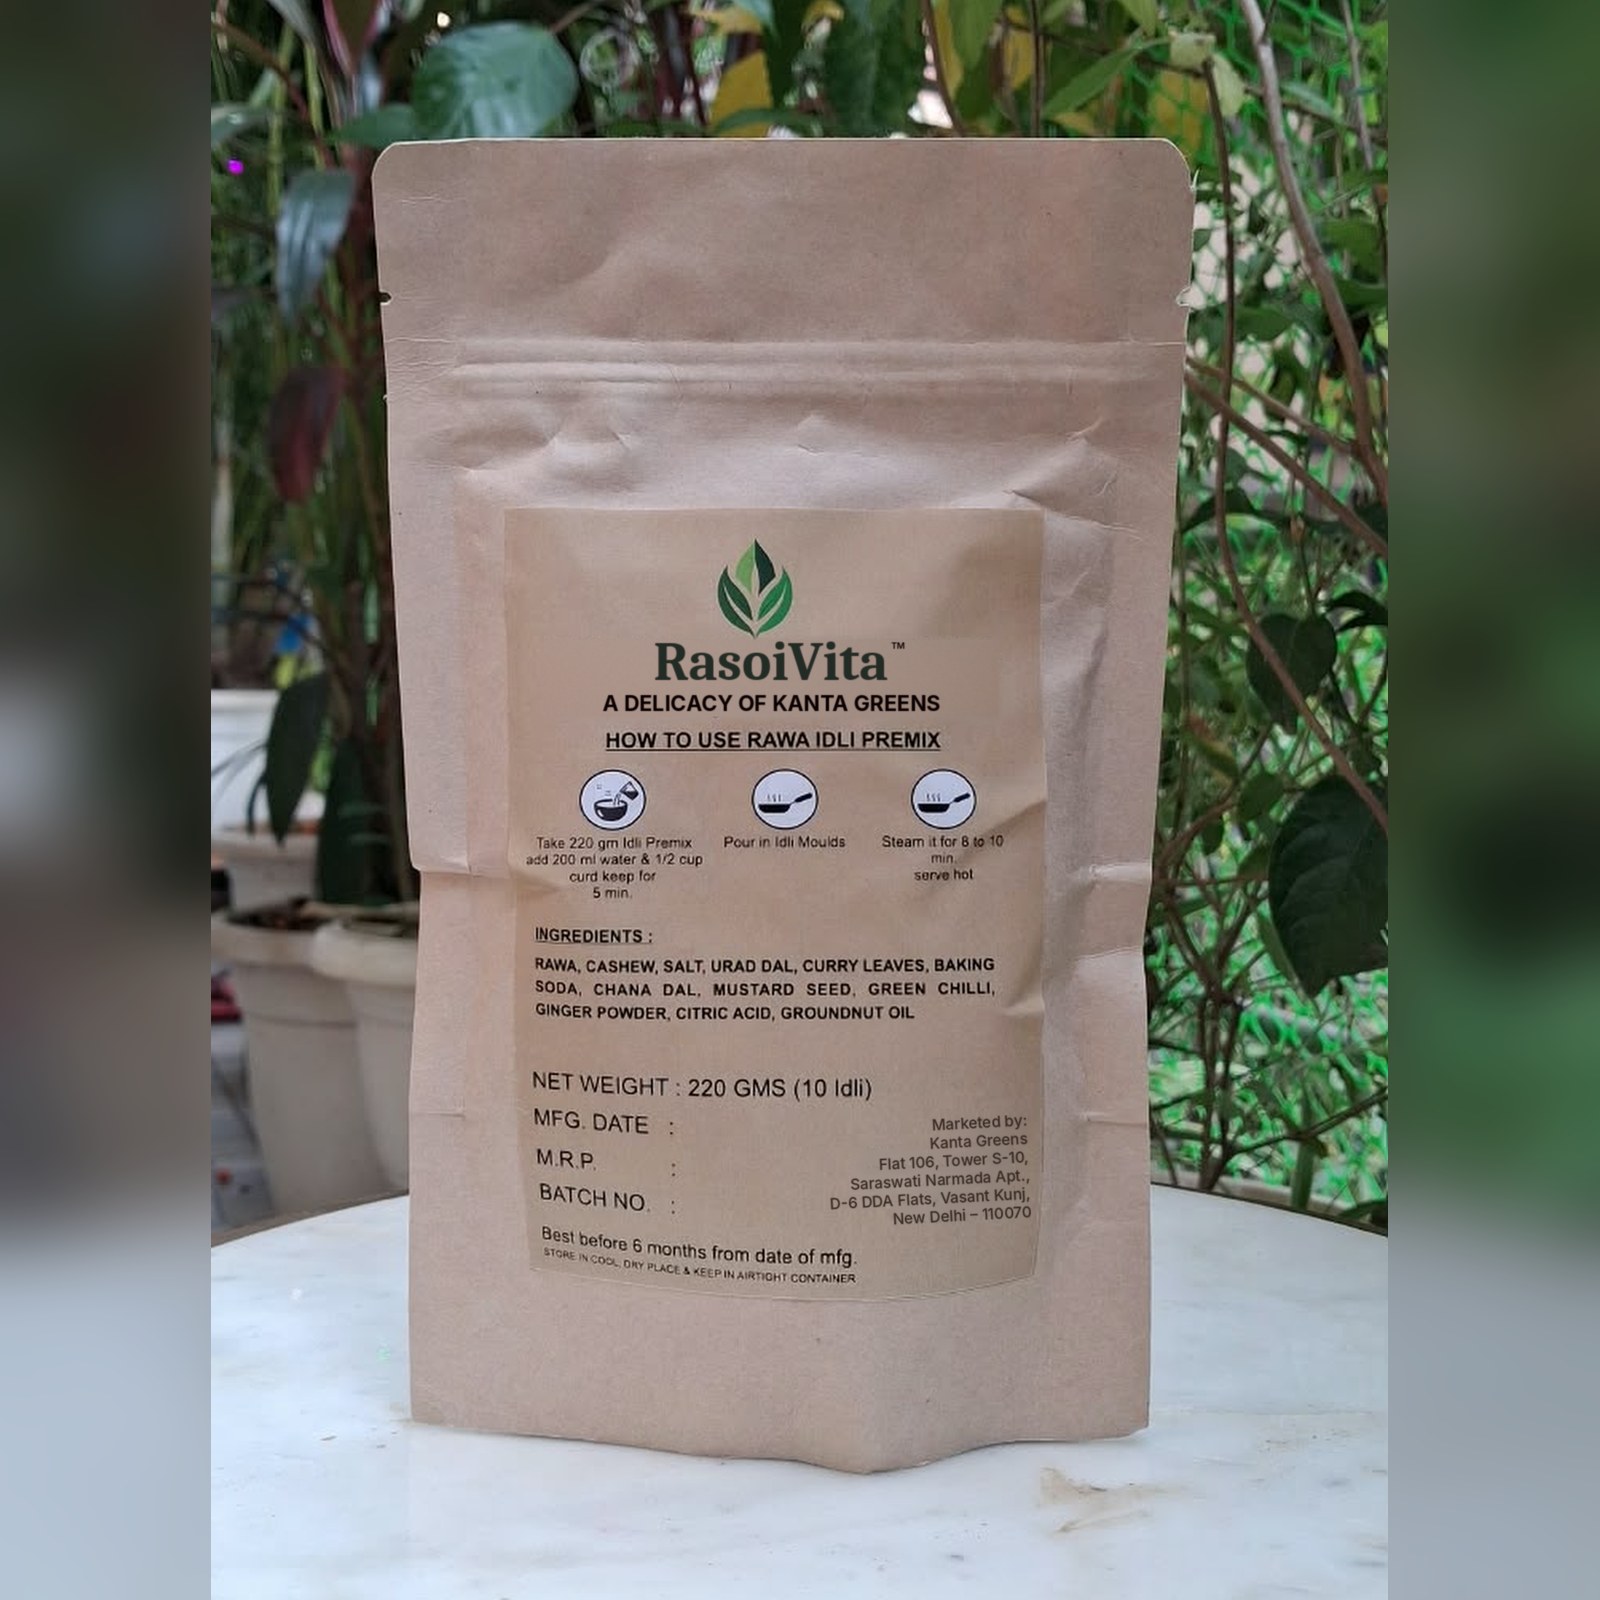 RasoiVita™
A DELICACY OF KANTA GREENS
HOW TO USE RAWA IDLI PREMIX
Take 220 gm Idli Premix
add 200 ml water & 1/2 cup
curd keep for
5 min.
Pour in Idli Moulds
Steam it for 8 to 10
min.
serve hot
INGREDIENTS :
RAWA, CASHEW, SALT, URAD DAL, CURRY LEAVES, BAKING
SODA, CHANA DAL, MUSTARD SEED, GREEN CHILLI,
GINGER POWDER, CITRIC ACID, GROUNDNUT OIL
NET WEIGHT : 220 GMS (10 Idli)
MFG. DATE :
M.R.P. :
BATCH NO. :
Marketed by:
Kanta Greens
Flat 106, Tower S-10,
Saraswati Narmada Apt.,
D-6 DDA Flats, Vasant Kunj,
New Delhi – 110070
Best before 6 months from date of mfg.
STORE IN COOL, DRY PLACE & KEEP IN AIRTIGHT CONTAINER